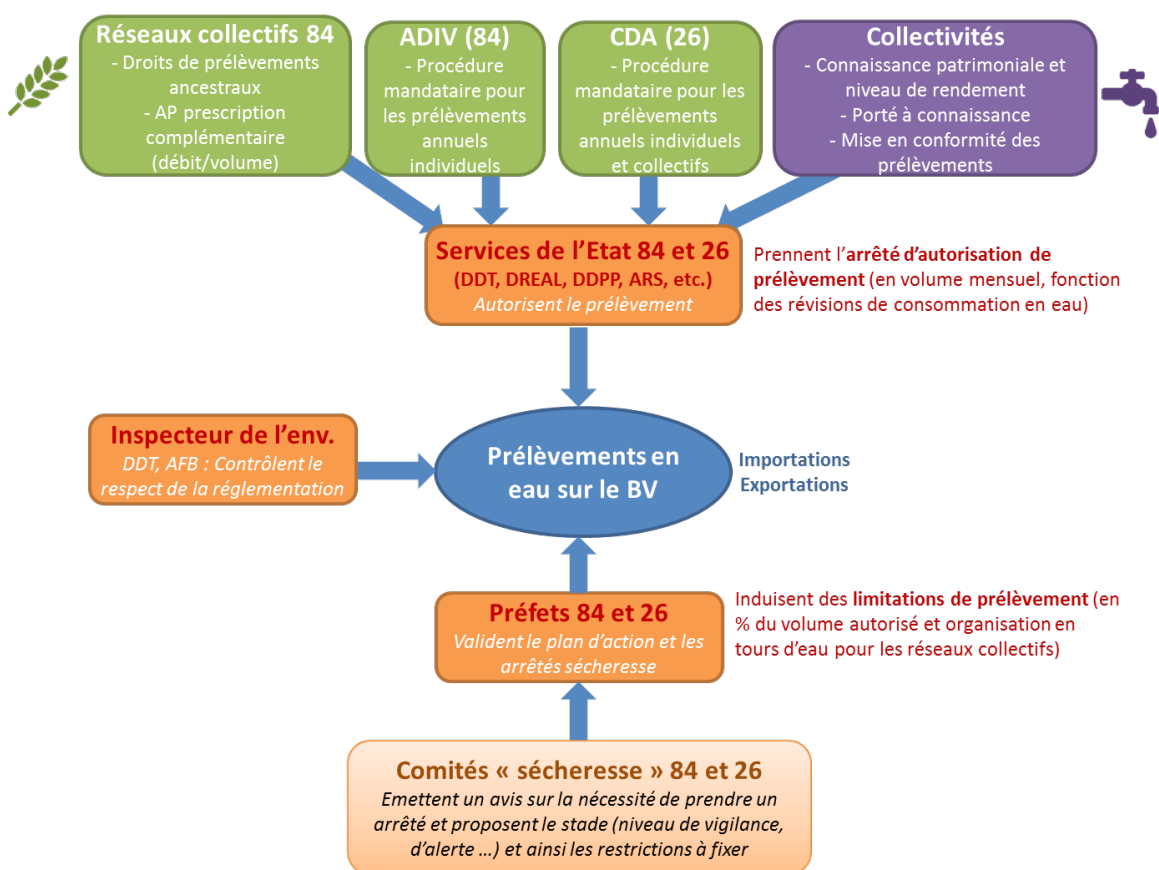 Réseaux collectifs 84
- Droits de prélèvements
ancestraux
- AP prescription
complémentaire
(débit/volume)
ADIV (84)
- Procédure
mandataire pour
les prélèvements
annuels
individuels
CDA (26)
- Procédure
mandataire pour les
prélèvements
annuels individuels
et collectifs
Collectivités
- Connaissance patrimoniale et
niveau de rendement
- Porté à connaissance
- Mise en conformité des
prélèvements
Services de l'Etat 84 et 26
(DDT, DREAL, DDPP, ARS, etc.)
Autorisent le prélèvement
Prennent l'arrêté d'autorisation de
prélèvement (en volume mensuel, fonction
des révisions de consommation en eau)
Inspecteur de l'env.
DDT, AFB : Contrôlent le
respect de la réglementation
Prélèvements en
eau sur le BV
Importations
Exportations
Préfets 84 et 26
Valident le plan d'action et les
arrêtés sécheresse
Induisent des limitations de prélèvement (en
% du volume autorisé et organisation en
tours d'eau pour les réseaux collectifs)
Comités « sécheresse » 84 et 26
Emettent un avis sur la nécessité de prendre un
arrêté et proposent le stade (niveau de vigilance,
d'alerte ...) et ainsi les restrictions à fixer